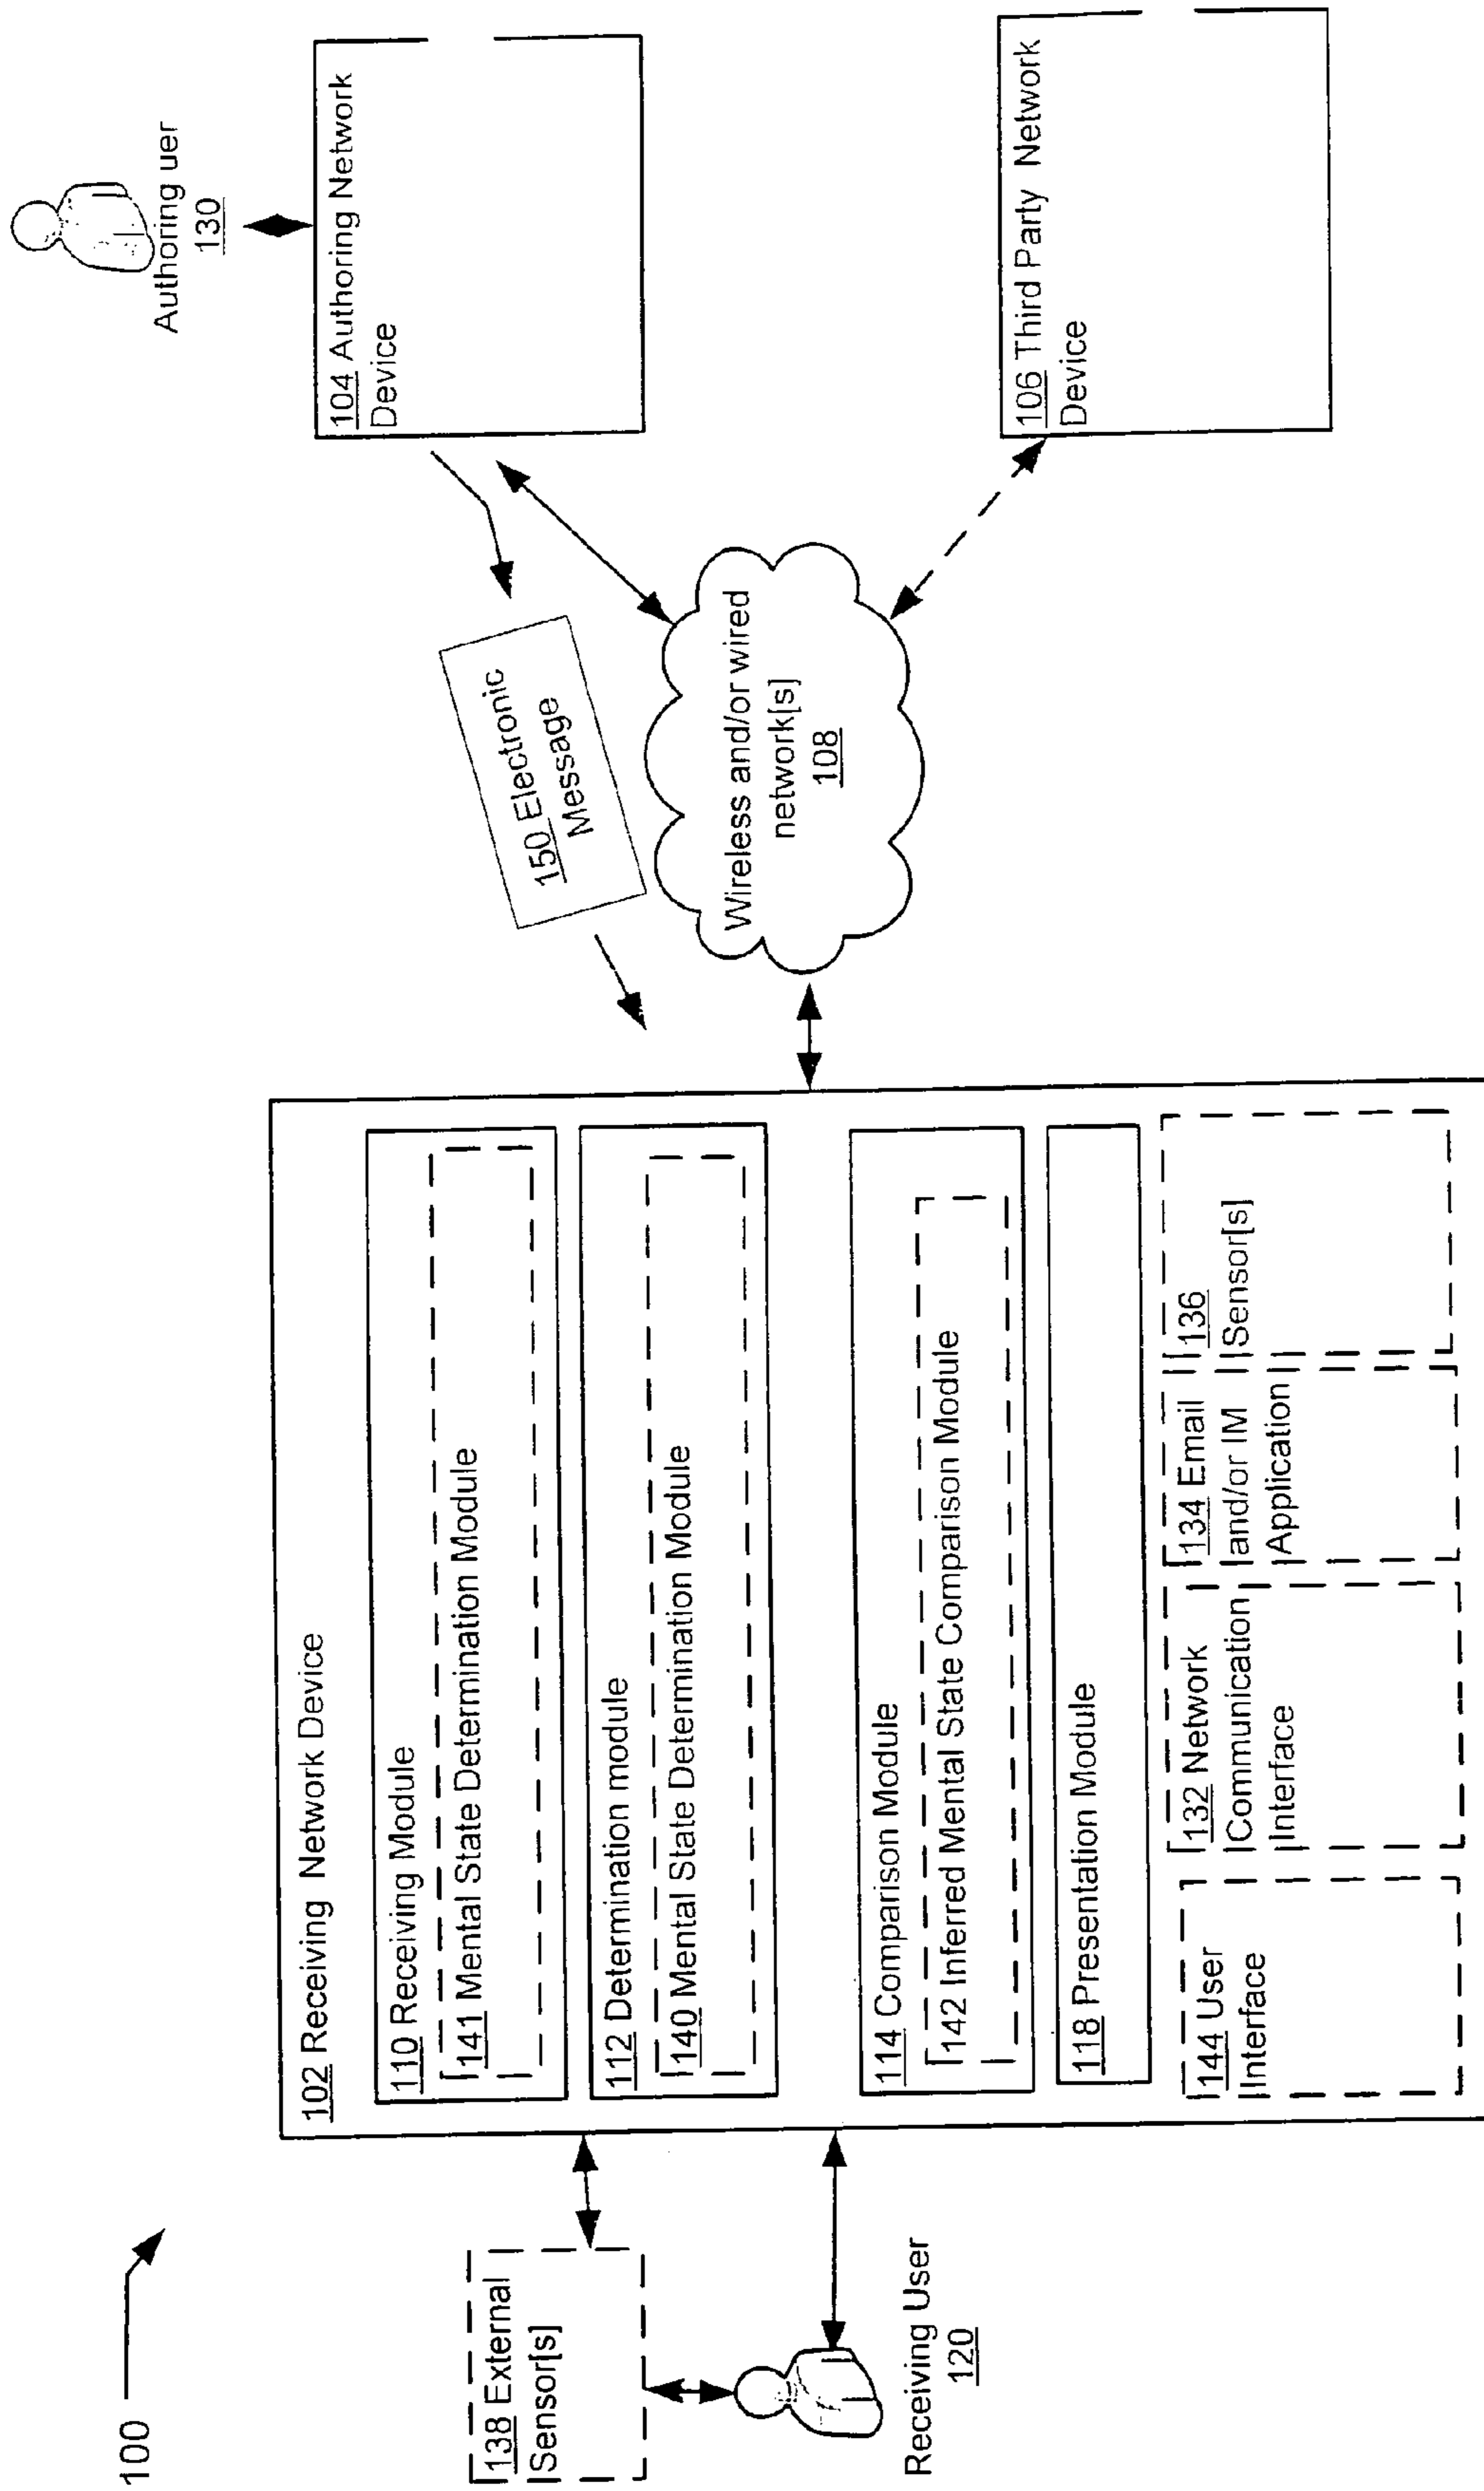 100
138 External
Sensor[s]
Receiving User
120
102 Receiving Network Device
110 Receiving Module
141 Mental State Determination Module
112 Determination module
140 Mental State Determination Module
114 Comparison Module
142 Inferred Mental State Comparison Module
118 Presentation Module
144 User
Interface
132 Network
Communication
Interface
134 Email
and/or IM
Application
136
Sensor[s]
150 Electronic
Message
Wireless and/or wired
network[s]
108
Authoring uer
130
104 Authoring Network
Device
106 Third Party Network
Device